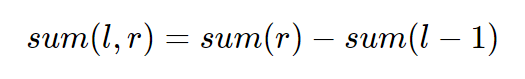 sum(l, r) = sum(r) − sum(l − 1)